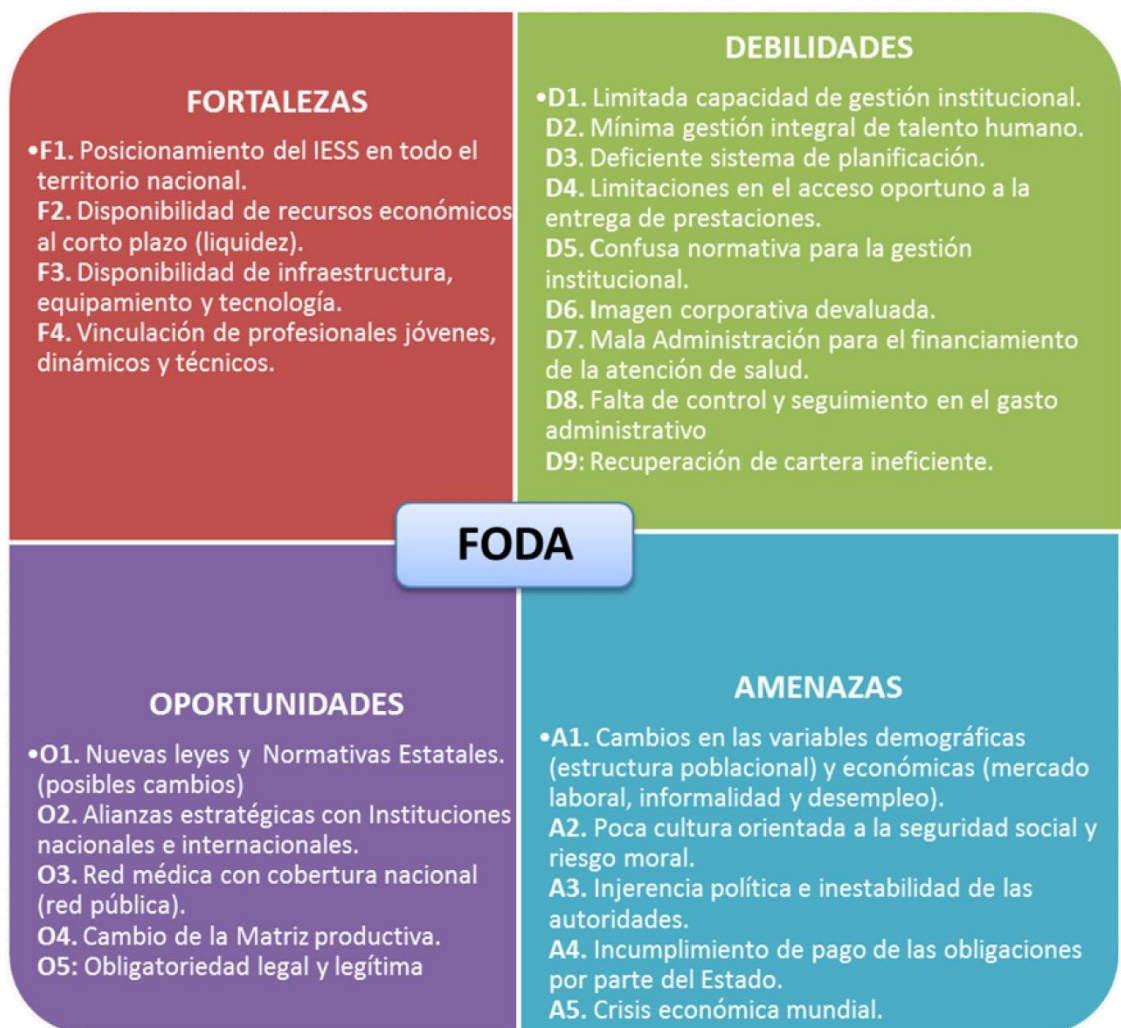 FORTALEZAS
•F1. Posicionamiento del IESS en todo el
territorio nacional.
F2. Disponibilidad de recursos económicos
al corto plazo (liquidez).
F3. Disponibilidad de infraestructura,
equipamiento y tecnología.
F4. Vinculación de profesionales jóvenes,
dinámicos y técnicos.
DEBILIDADES
•D1. Limitada capacidad de gestión institucional.
D2. Mínima gestión integral de talento humano.
D3. Deficiente sistema de planificación.
D4. Limitaciones en el acceso oportuno a la
entrega de prestaciones.
D5. Confusa normativa para la gestión
institucional.
D6. Imagen corporativa devaluada.
D7. Mala Administración para el financiamiento
de la atención de salud.
D8. Falta de control y seguimiento en el gasto
administrativo
D9: Recuperación de cartera ineficiente.
FODA
OPORTUNIDADES
•O1. Nuevas leyes y Normativas Estatales.
(posibles cambios)
O2. Alianzas estratégicas con Instituciones
nacionales e internacionales.
O3. Red médica con cobertura nacional
(red pública).
O4. Cambio de la Matriz productiva.
O5: Obligatoriedad legal y legítima
AMENAZAS
•A1. Cambios en las variables demográficas
(estructura poblacional) y económicas (mercado
laboral, informalidad y desempleo).
A2. Poca cultura orientada a la seguridad social y
riesgo moral.
A3. Injerencia política e inestabilidad de las
autoridades.
A4. Incumplimiento de pago de las obligaciones
por parte del Estado.
A5. Crisis económica mundial.